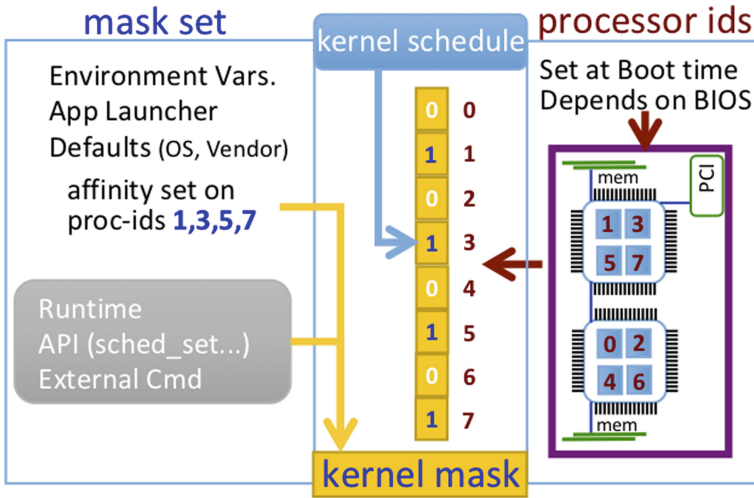 mask set
Environment Vars.
App Launcher
Defaults (OS, Vendor)
affinity set on
proc-ids 1,3,5,7
Runtime
API (sched_set...)
External Cmd
kernel schedule
0 0
1 1
0 2
1 3
0 4
1 5
0 6
1 7
kernel mask
processor ids
Set at Boot time
Depends on BIOS
mem
PCI
1 3
5 7
0 2
4 6
mem